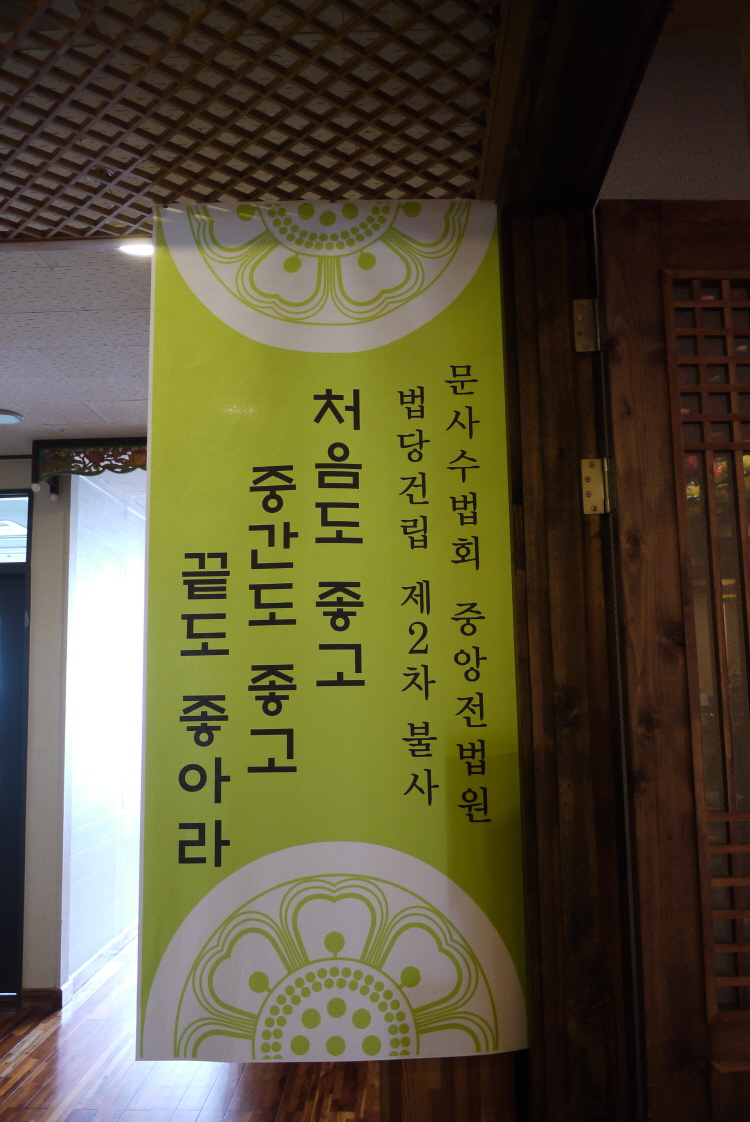 문사수법회 중앙전법원
법당건립 제2차 불사
처음도 좋고
중간도 좋고
끝도 좋아라